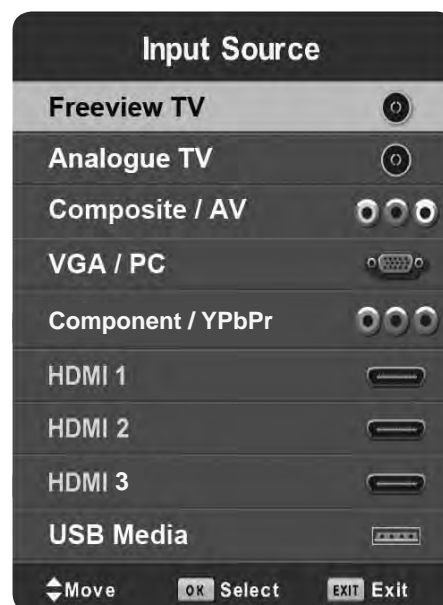 Input Source
Freeview TV
Analogue TV
Composite / AV
VGA / PC
Component / YPbPr
HDMI 1
HDMI 2
HDMI 3
USB Media
Move OK Select EXIT Exit